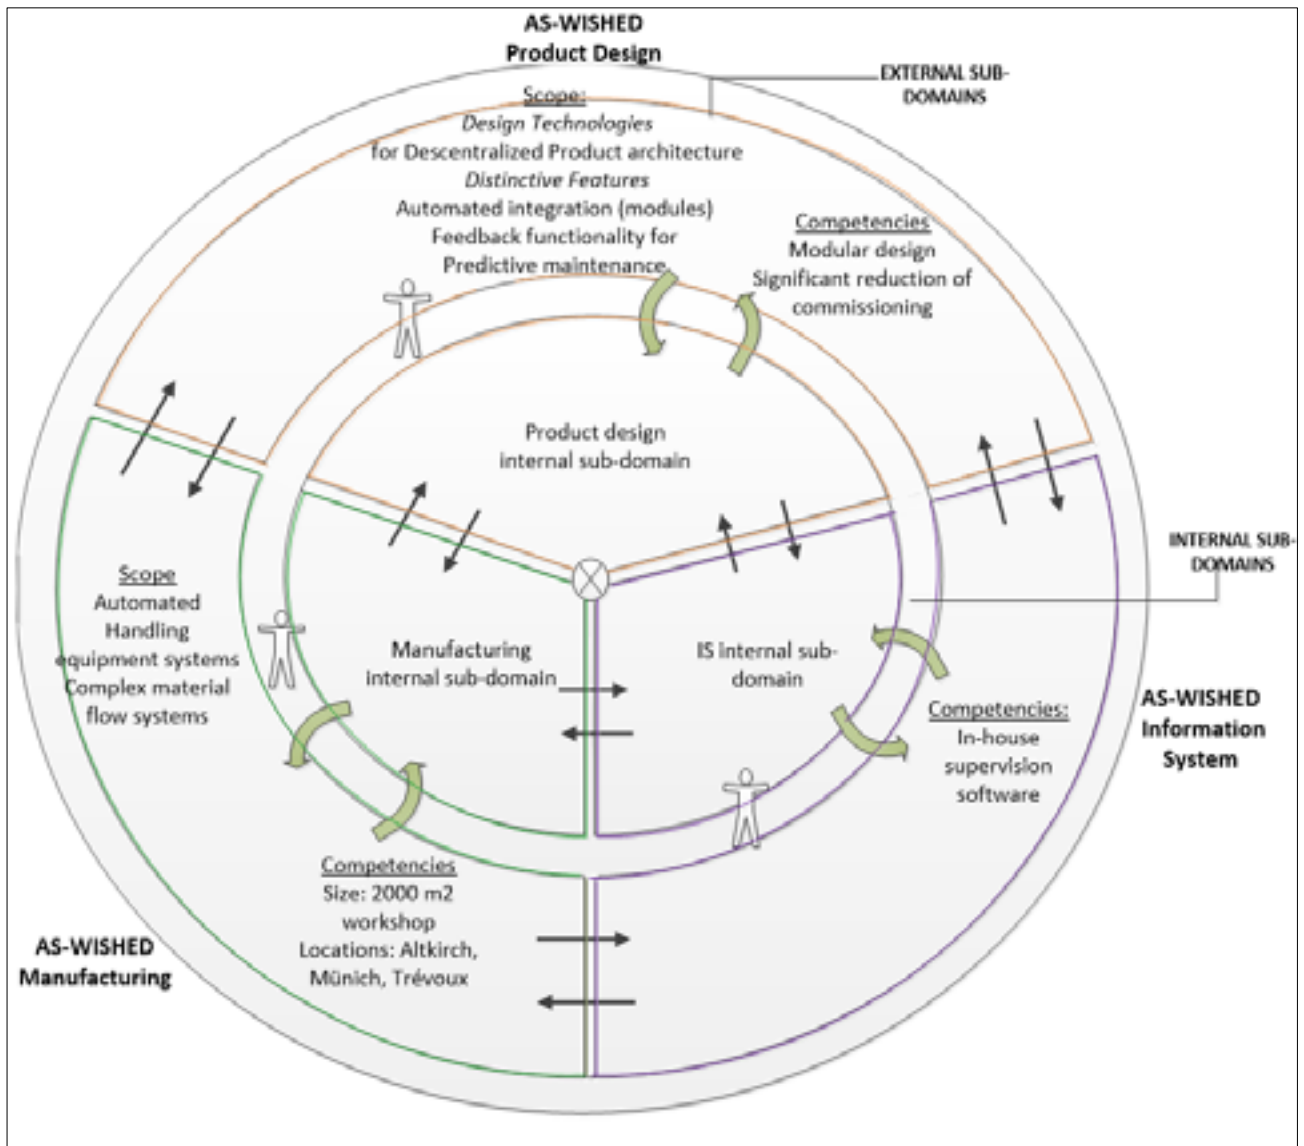 AS-WISHED
Product Design
EXTERNAL SUB-
DOMAINS
Scope:
Design Technologies
for Descentralized Product architecture
Distinctive Features
Automated integration (modules)
Feedback functionality for
Predictive maintenance.
Competencies
Modular design
Significant reduction of
commissioning
Product design
internal sub-domain
INTERNAL SUB-
DOMAINS
Scope
Automated
Handling
equipment systems
Complex material
flow systems
Manufacturing
internal sub-domain
IS internal sub-
domain
AS-WISHED
Information
System
Competencies:
In-house
supervision
software
Competencies
Size: 2000 m2
workshop
Locations: Altkirch,
Münich, Trévoux
AS-WISHED
Manufacturing